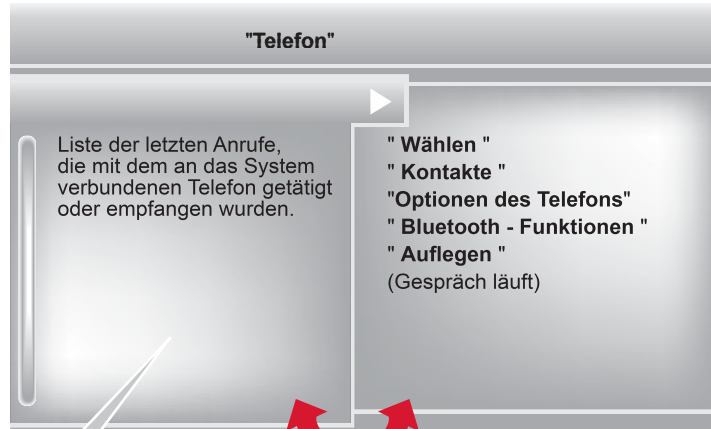 "Telefon"
Liste der letzten Anrufe,
die mit dem an das System
verbundenen Telefon getätigt
oder empfangen wurden.
" Wählen "
" Kontakte "
"Optionen des Telefons"
" Bluetooth - Funktionen "
" Auflegen "
(Gespräch läuft)